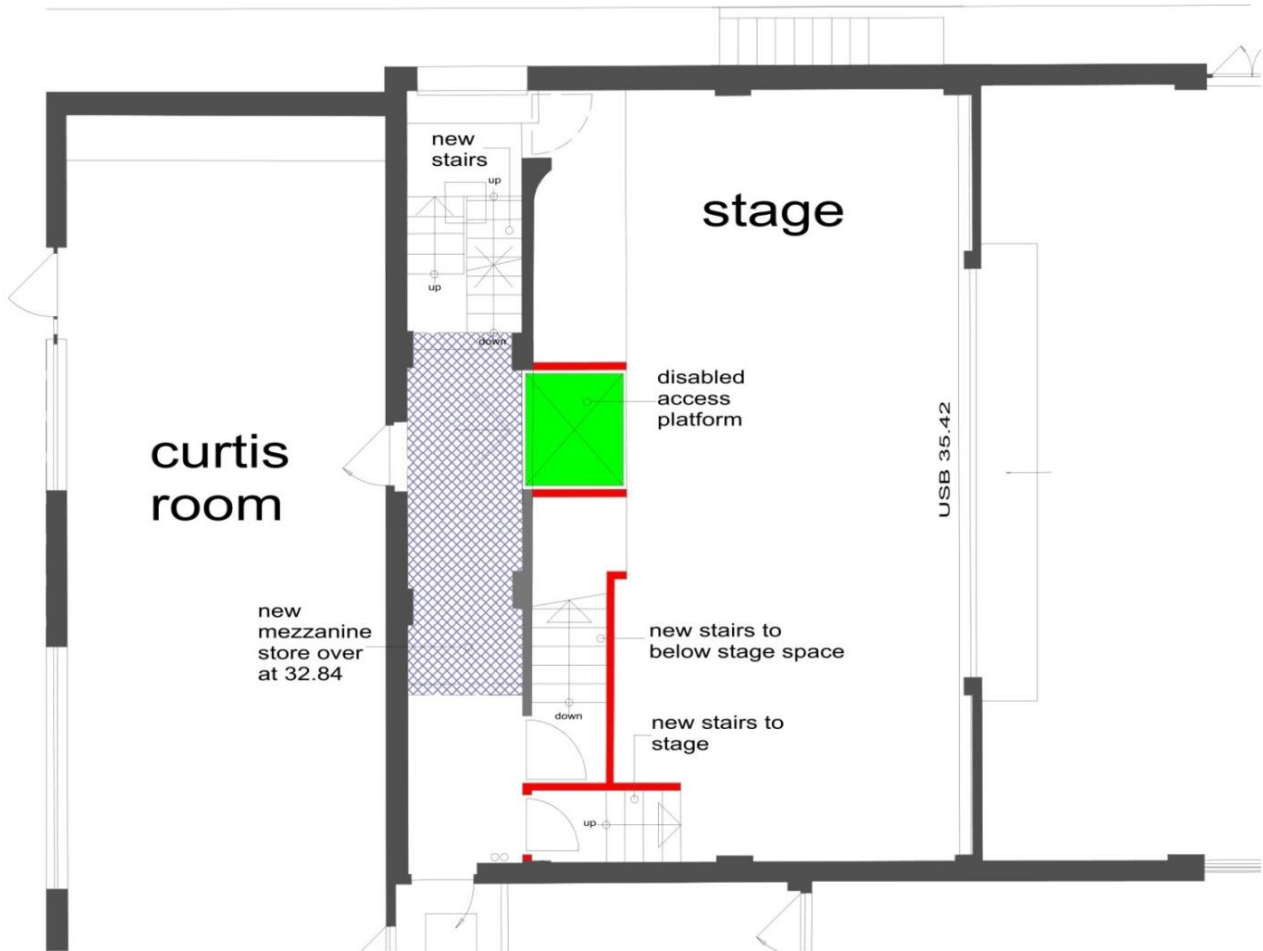 new
stairs
up
up
down
stage
disabled
access
platform
USB 35.42
curtis
room
new
mezzanine
store over
at 32.84
new stairs to
below stage space
down
new stairs to
stage
up